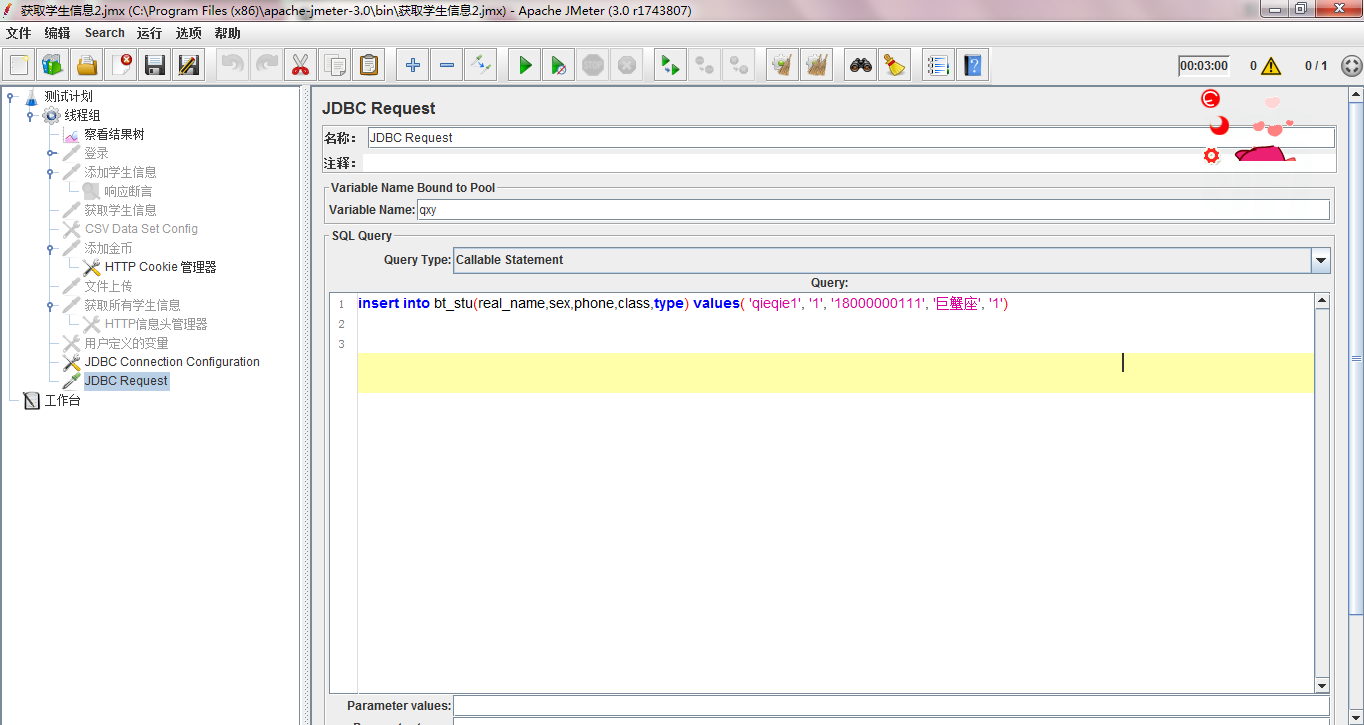 获取学生信息2.jmx (C:\Program Files (x86)\apache-jmeter-3.0\bin\获取学生信息2.jmx) - Apache JMeter (3.0 r1743807)
文件 编辑 Search 运行 选项 帮助
STOP
00:03:00 0 0 / 1
测试计划
线程组
察看结果树
登录
添加学生信息
响应断言
获取学生信息
CSV Data Set Config
添加金币
HTTP Cookie 管理器
文件上传
获取所有学生信息
HTTP信息头管理器
用户定义的变量
JDBC Connection Configuration
JDBC Request
工作台
JDBC Request
名称： JDBC Request
注释：
Variable Name Bound to Pool
Variable Name: qxy
SQL Query
Query Type: Callable Statement
Query:
1 insert into bt_stu(real_name,sex,phone,class,type) values( 'qieqie1', '1', '18000000111', '巨蟹座', '1')
2
3
Parameter values: